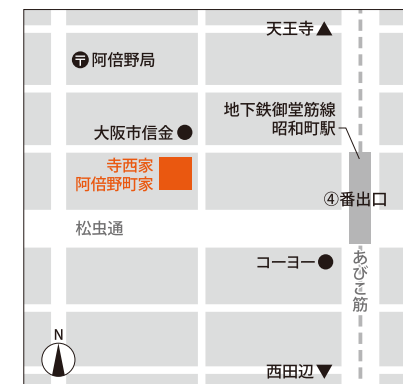 天王寺▲
〒阿倍野局
地下鉄御堂筋線
昭和町駅
大阪市信金●
寺西家
阿倍野町家
④番出口
松虫通
コーヨー●
あびこ筋
N
西田辺▼